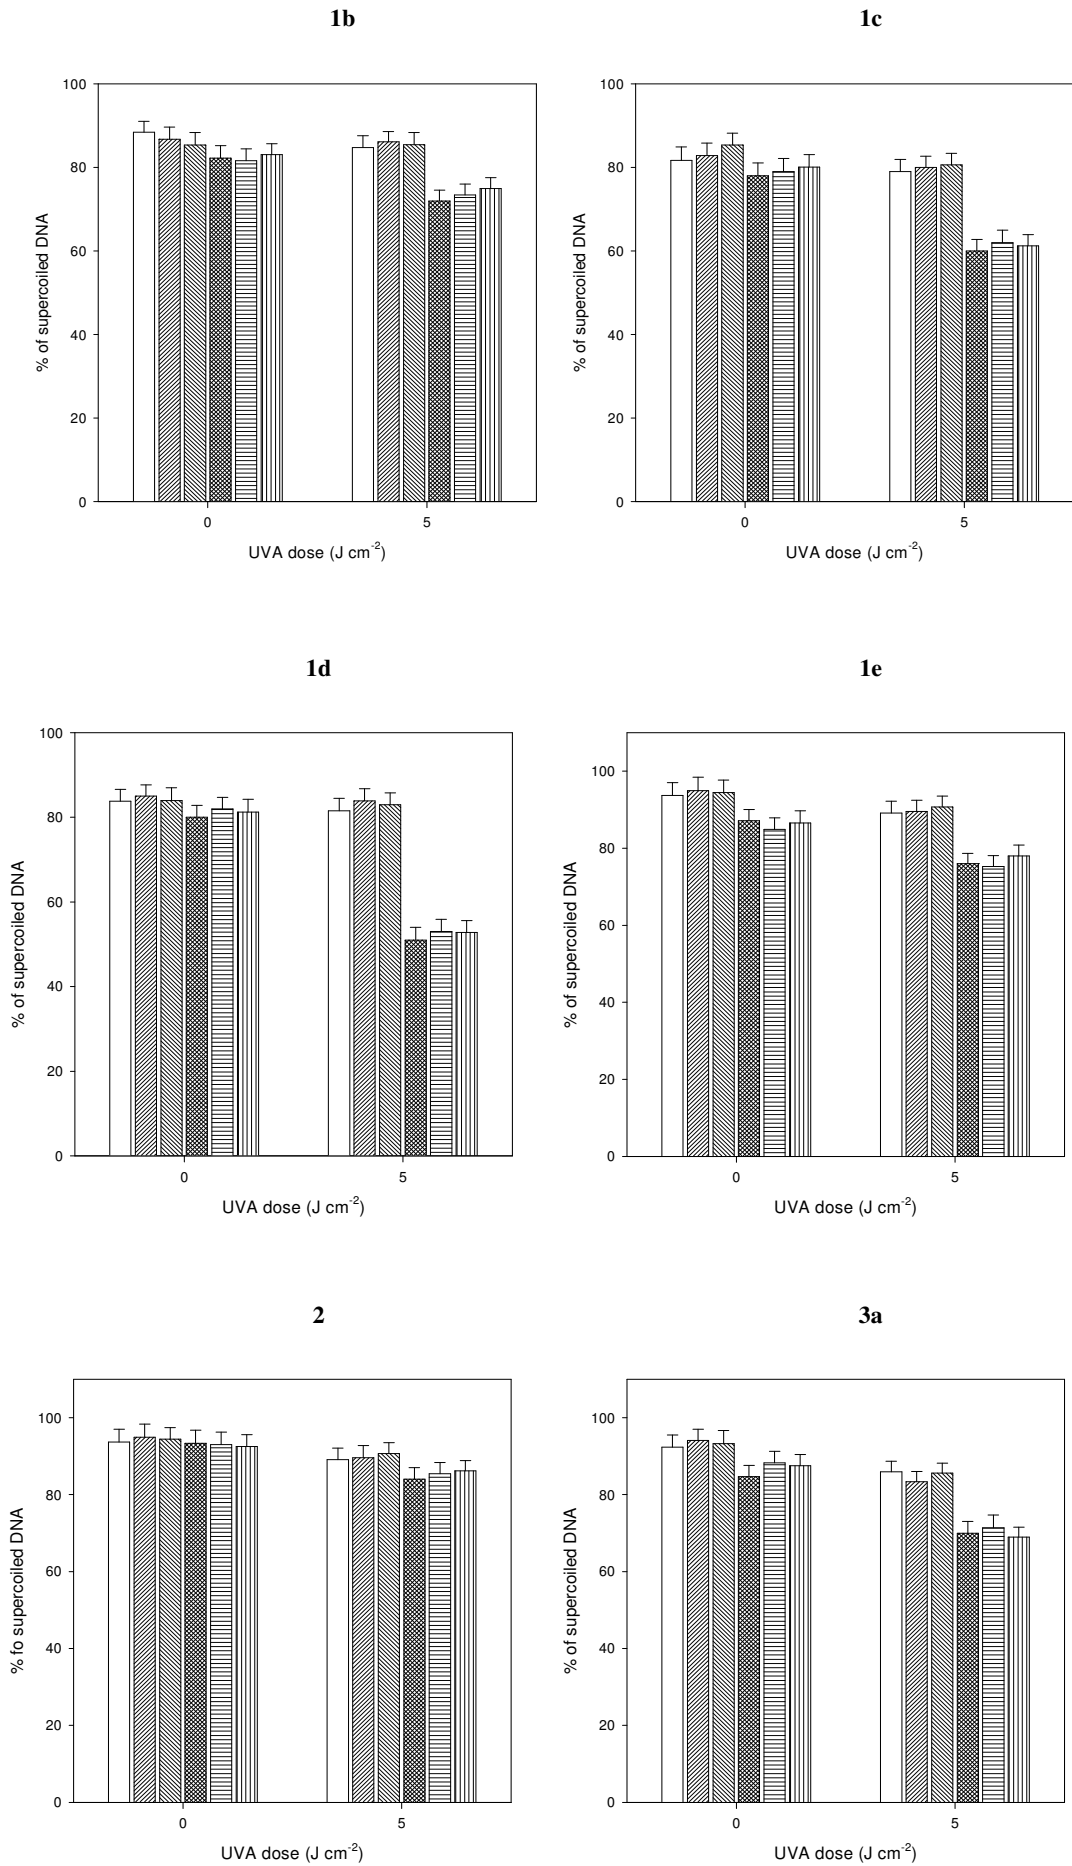 1b
100
80
60
40
20
0
% of supercoiled DNA
0 5
UVA dose (J cm-2)
1c
100
80
60
40
20
0
% of supercoiled DNA
0 5
UVA dose (J cm-2)
1d
100
80
60
40
20
0
% of supercoiled DNA
0 5
UVA dose (J cm-2)
1e
100
80
60
40
20
0
% of supercoiled DNA
0 5
UVA dose (J cm-2)
2
100
80
60
40
20
0
% fo supercoiled DNA
0 5
UVA dose (J cm-2)
3a
100
80
60
40
20
0
% of supercoiled DNA
0 5
UVA dose (J cm-2)